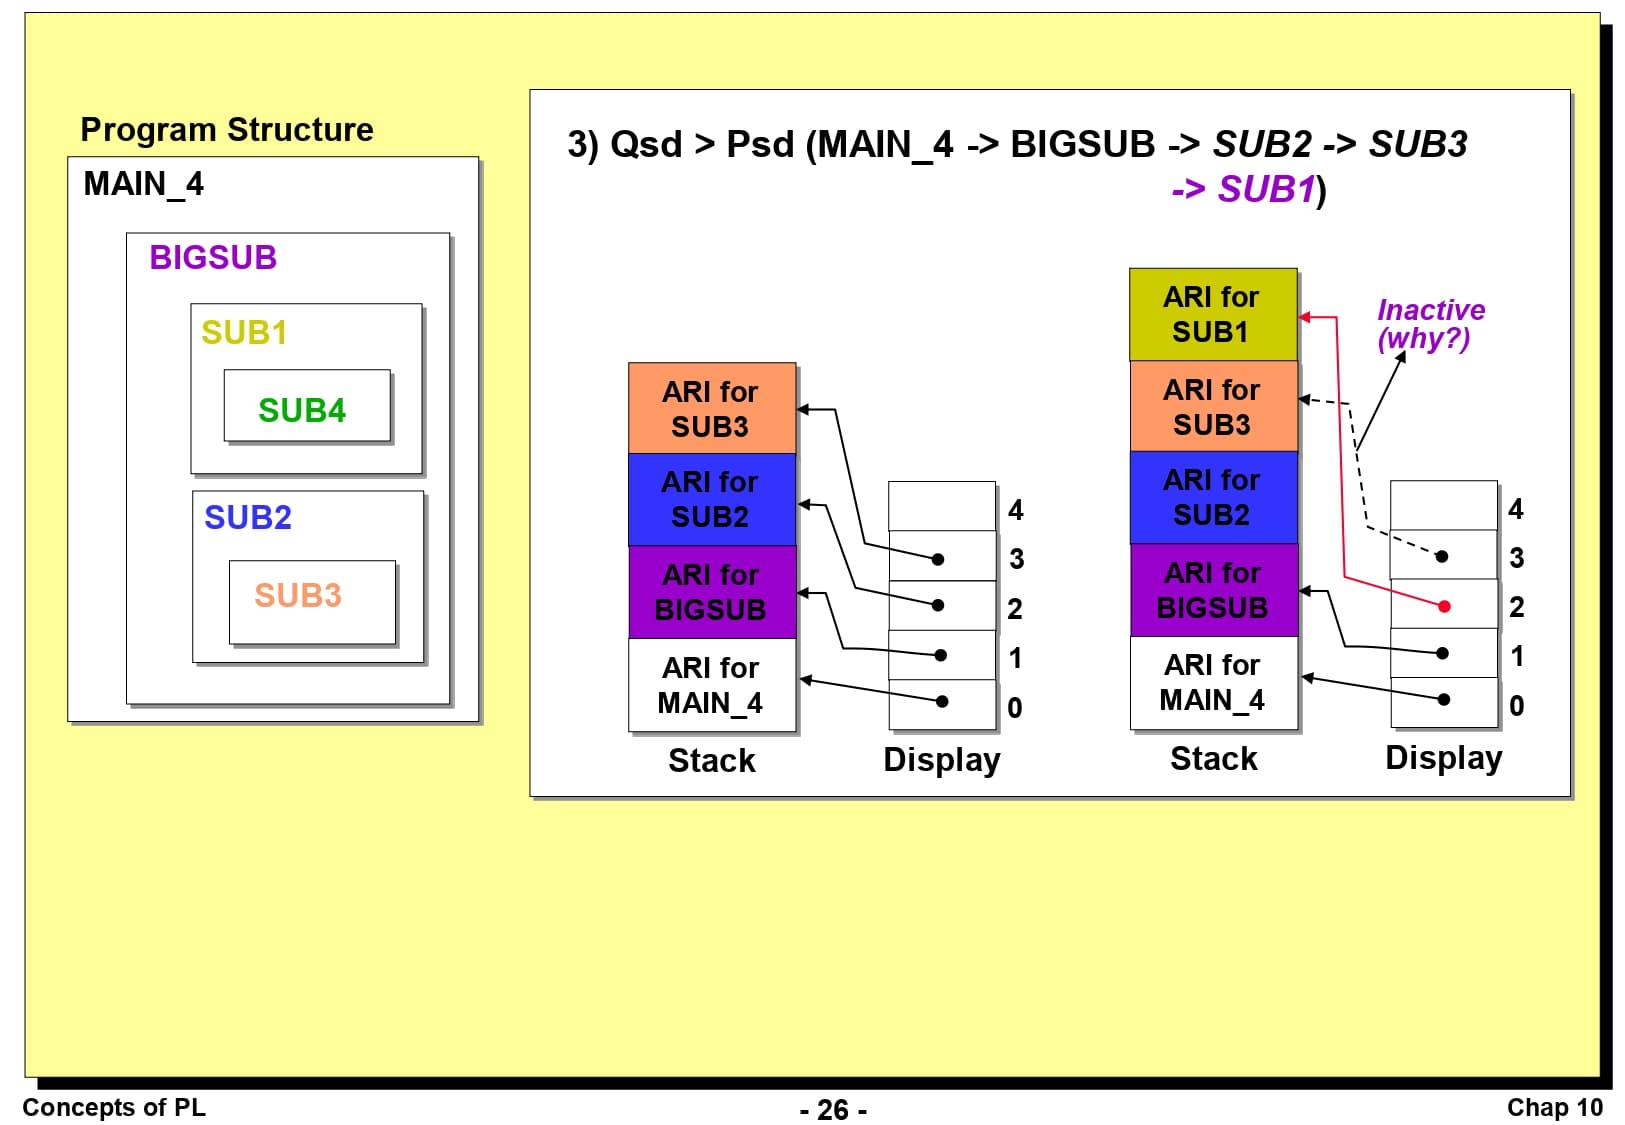 Program Structure
MAIN_4
BIGSUB
SUB1
SUB4
SUB2
SUB3
3) Qsd > Psd (MAIN_4 -> BIGSUB -> SUB2 -> SUB3
-> SUB1)
ARI for
SUB3
ARI for
SUB2
ARI for
BIGSUB
ARI for
MAIN_4
Stack
4
3
2
1
0
Display
ARI for
SUB1
ARI for
SUB3
ARI for
SUB2
ARI for
BIGSUB
ARI for
MAIN_4
Stack
Inactive
(why?)
4
3
2
1
0
Display
Concepts of PL
- 26 -
Chap 10